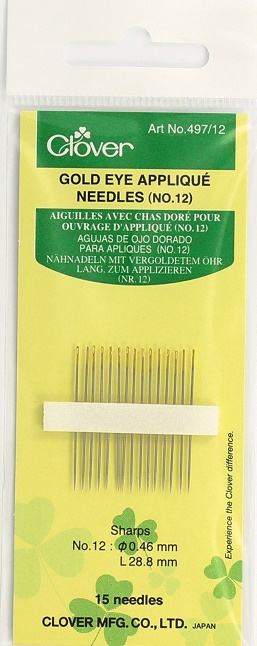 Art No.497/12
Clover
GOLD EYE APPLIQUÉ
NEEDLES (NO.12)
AIGUILLES AVEC CHAS DORÉ POUR
OUVRAGE D'APPLIQUÉ (NO.12)
AGUJAS DE OJO DORADO
PARA APLIQUES (NO.12)
NÄHNADELN MIT VERGOLDETEM ÖHR
LANG. ZUM APPLIZIEREN
(NR.12)
Experience the Clover difference.
Sharps
No.12 : φ0.46 mm
L28.8 mm
15 needles
CLOVER MFG. CO., LTD. JAPAN